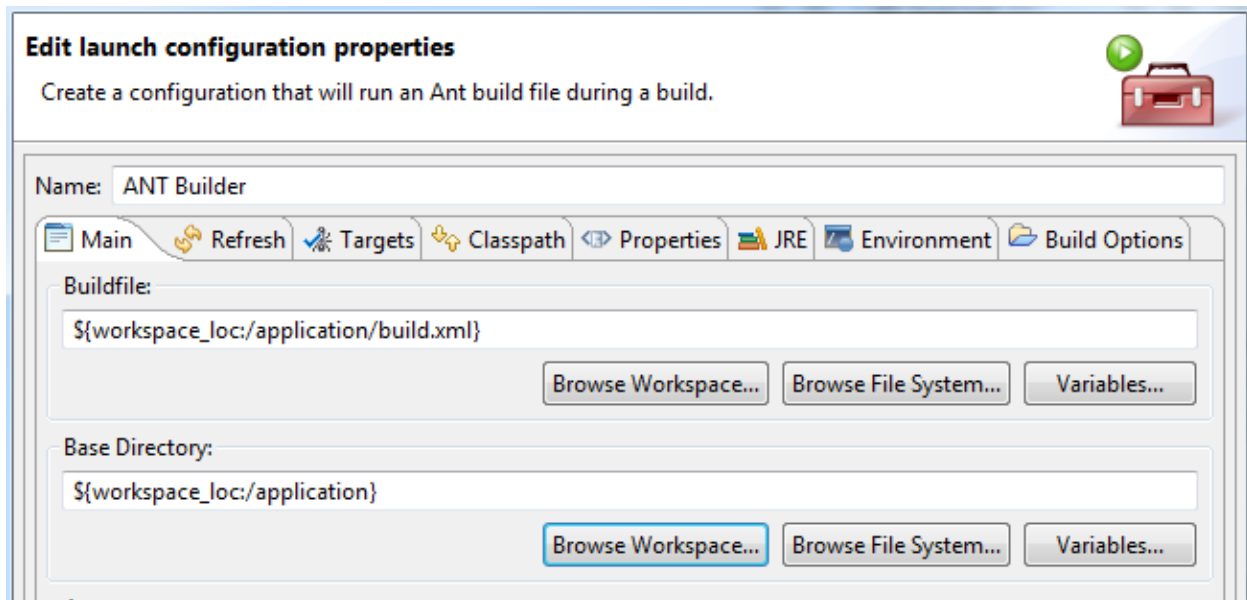 Edit launch configuration properties
Create a configuration that will run an Ant build file during a build.
Name: ANT Builder
Main Refresh Targets Classpath Properties JRE Environment Build Options
Buildfile:
${workspace_loc:/application/build.xml}
Browse Workspace... Browse File System... Variables...
Base Directory:
${workspace_loc:/application}
Browse Workspace... Browse File System... Variables...